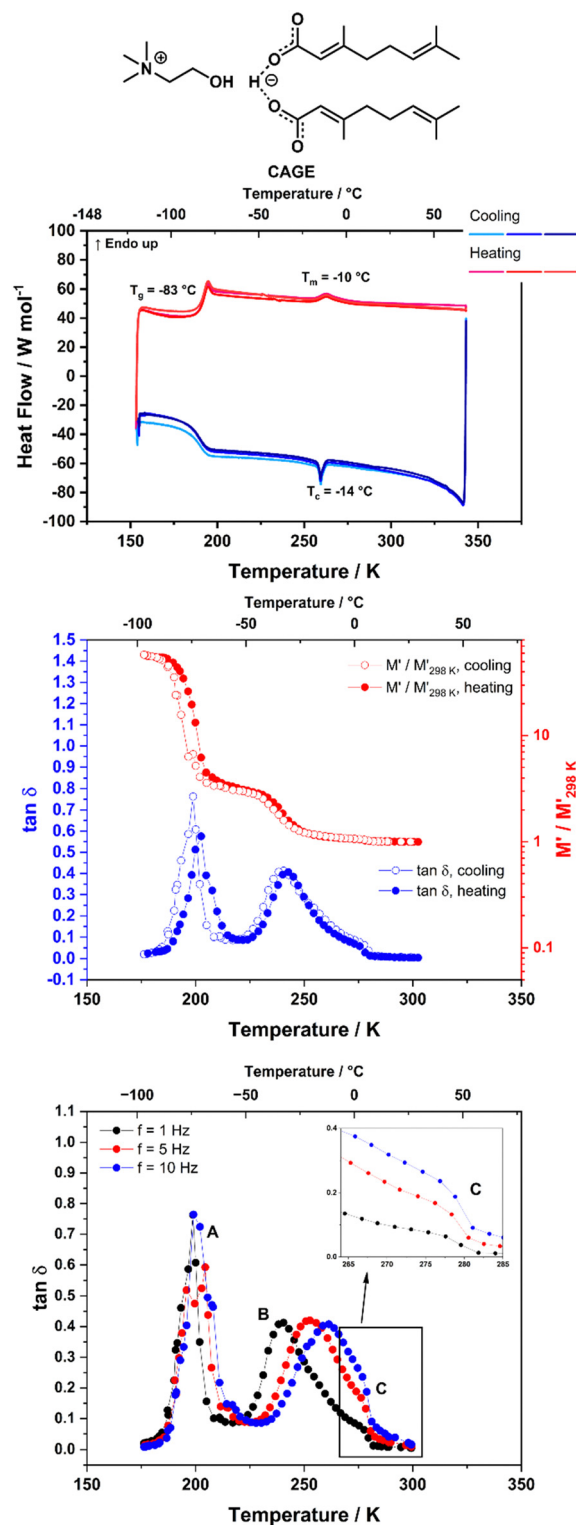 O
O
N
⊕
OH
H
⊖
O
O
CAGE
Temperature / °C
-148 -100 -50 0 50
Cooling
Heating
↑ Endo up
Tg = -83 °C
Tm = -10 °C
Tc = -14 °C
Heat Flow / W mol-1
100
80
60
40
20
0
-20
-40
-60
-80
-100
150 200 250 300 350
Temperature / K
Temperature / °C
-100 -50 0 50
1.5
1.4
1.3
1.2
1.1
1.0
0.9
0.8
0.7
0.6
0.5
0.4
0.3
0.2
0.1
0.0
-0.1
tan δ
M' / M'298 K, cooling
M' / M'298 K, heating
tan δ, cooling
tan δ, heating
10
1
0.1
M' / M'298 K
150 200 250 300 350
Temperature / K
Temperature / °C
−100 −50 0 50
1.1
1.0
0.9
0.8
0.7
0.6
0.5
0.4
0.3
0.2
0.1
0.0
tan δ
f = 1 Hz
f = 5 Hz
f = 10 Hz
A
B
C
0.4
0.2
0.0
C
265 270 275 280 285
150 200 250 300 350
Temperature / K